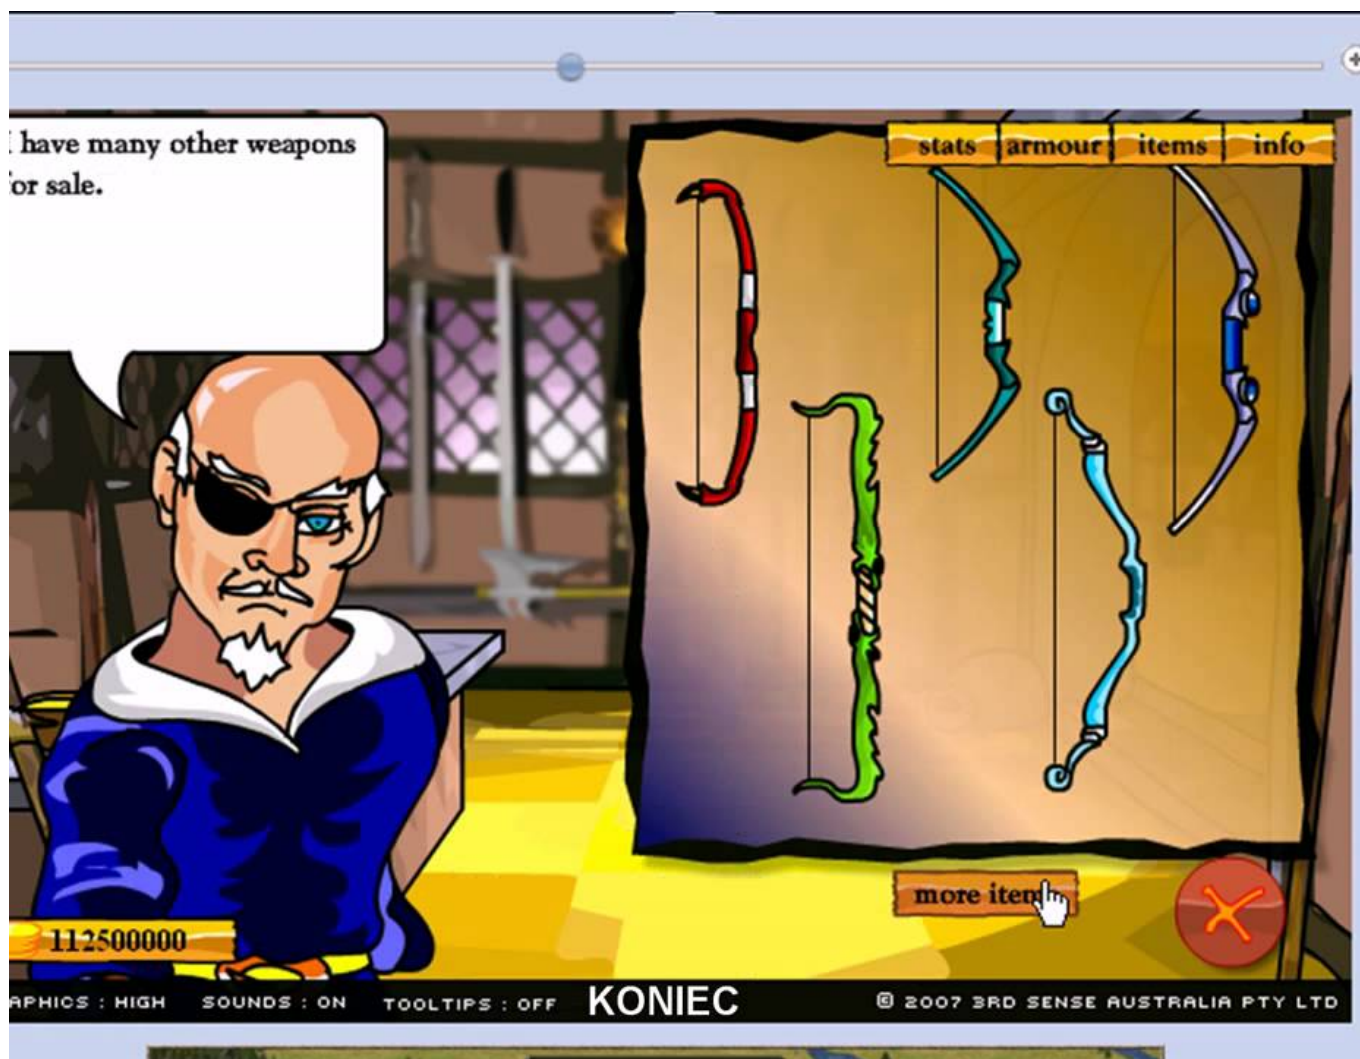 have many other weapons
for sale.
stats armour items info
more item
112500000
APHICS : HIGH SOUNDS : ON TOOLTIPS : OFF KONIEC © 2007 3RD SENSE AUSTRALIA PTY LTD